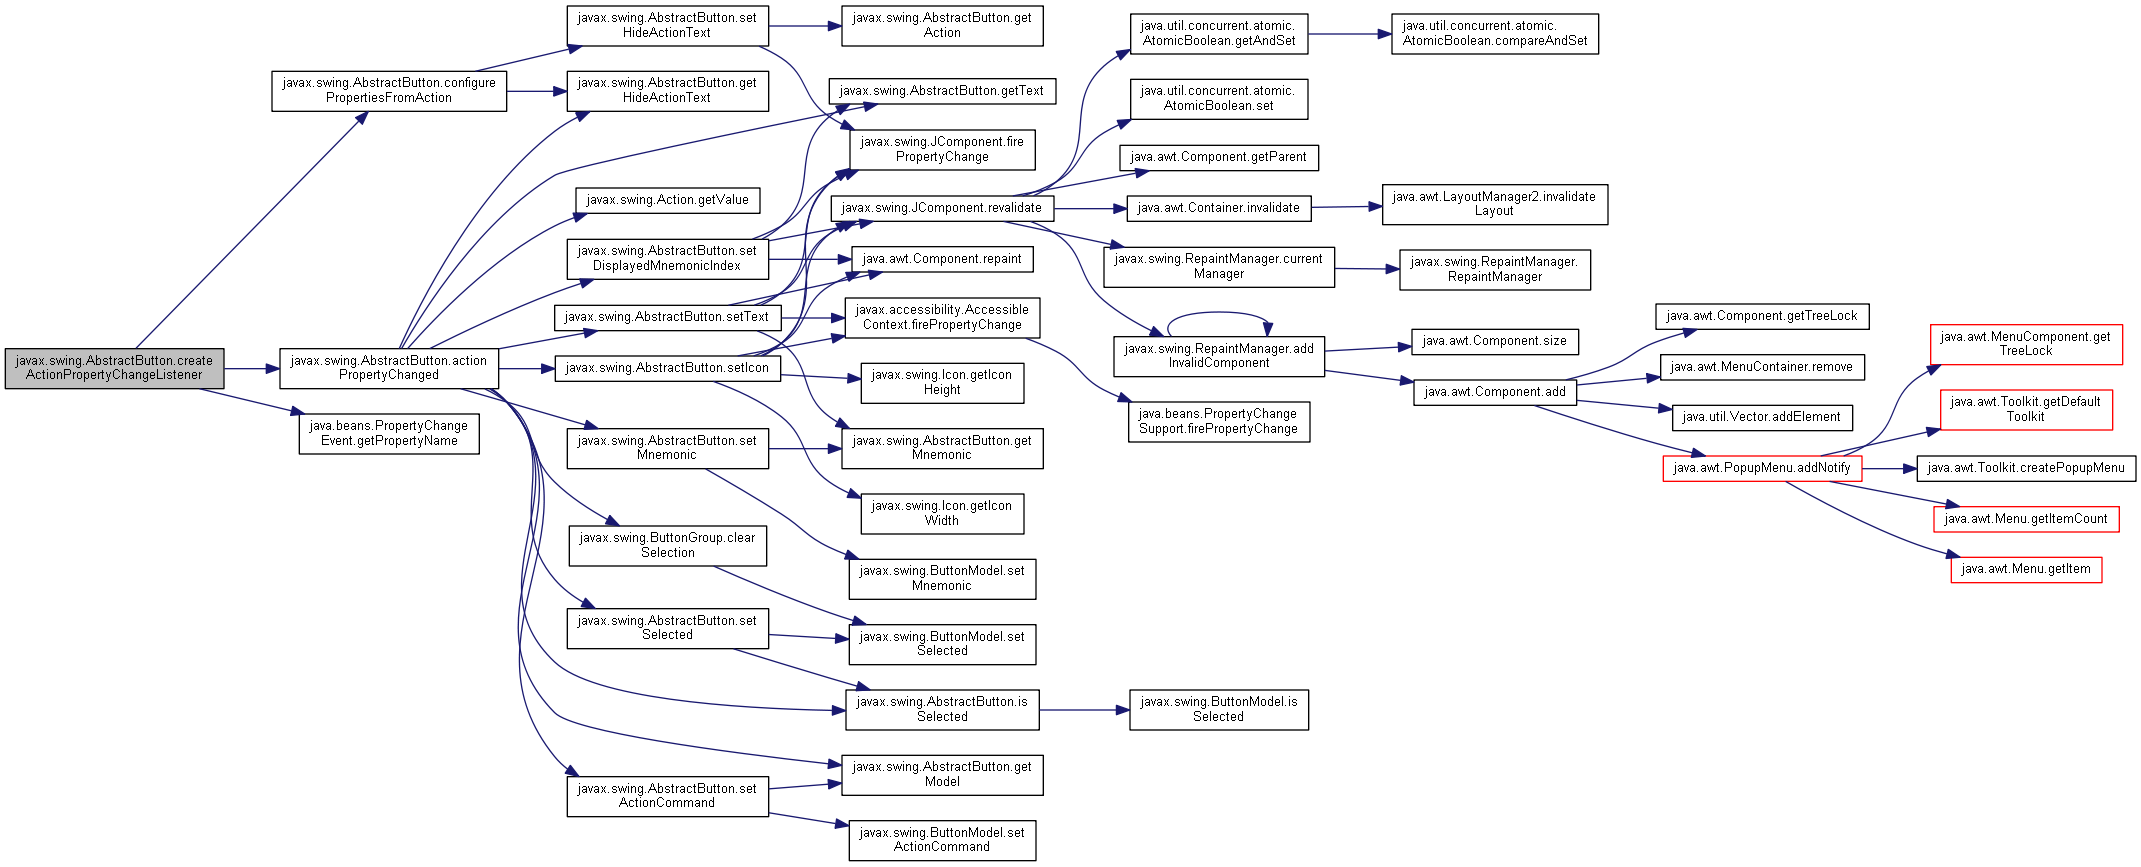 javax.swing.AbstractButton.create
ActionPropertyChangeListener
javax.swing.AbstractButton.configure
PropertiesFromAction
javax.swing.AbstractButton.action
PropertyChanged
java.beans.PropertyChange
Event.getPropertyName
javax.swing.AbstractButton.set
HideActionText
javax.swing.AbstractButton.get
HideActionText
javax.swing.Action.getValue
javax.swing.AbstractButton.set
DisplayedMnemonicIndex
javax.swing.AbstractButton.setText
javax.swing.AbstractButton.setIcon
javax.swing.AbstractButton.set
Mnemonic
javax.swing.ButtonGroup.clear
Selection
javax.swing.AbstractButton.set
Selected
javax.swing.AbstractButton.set
ActionCommand
javax.swing.AbstractButton.get
Action
javax.swing.AbstractButton.getText
javax.swing.JComponent.fire
PropertyChange
javax.swing.JComponent.revalidate
java.awt.Component.repaint
javax.accessibility.Accessible
Context.firePropertyChange
javax.swing.Icon.getIcon
Height
javax.swing.AbstractButton.get
Mnemonic
javax.swing.Icon.getIcon
Width
javax.swing.ButtonModel.set
Mnemonic
javax.swing.ButtonModel.set
Selected
javax.swing.AbstractButton.is
Selected
javax.swing.AbstractButton.get
Model
javax.swing.ButtonModel.set
ActionCommand
java.util.concurrent.atomic.
AtomicBoolean.getAndSet
java.util.concurrent.atomic.
AtomicBoolean.set
java.awt.Component.getParent
java.awt.Container.invalidate
javax.swing.RepaintManager.current
Manager
javax.swing.RepaintManager.add
InvalidComponent
java.beans.PropertyChange
Support.firePropertyChange
javax.swing.ButtonModel.is
Selected
java.util.concurrent.atomic.
AtomicBoolean.compareAndSet
java.awt.LayoutManager2.invalidate
Layout
javax.swing.RepaintManager.
RepaintManager
java.awt.Component.size
java.awt.Component.add
java.awt.Component.getTreeLock
java.awt.MenuContainer.remove
java.util.Vector.addElement
java.awt.PopupMenu.addNotify
java.awt.MenuComponent.get
TreeLock
java.awt.Toolkit.getDefault
Toolkit
java.awt.Toolkit.createPopupMenu
java.awt.Menu.getItemCount
java.awt.Menu.getItem